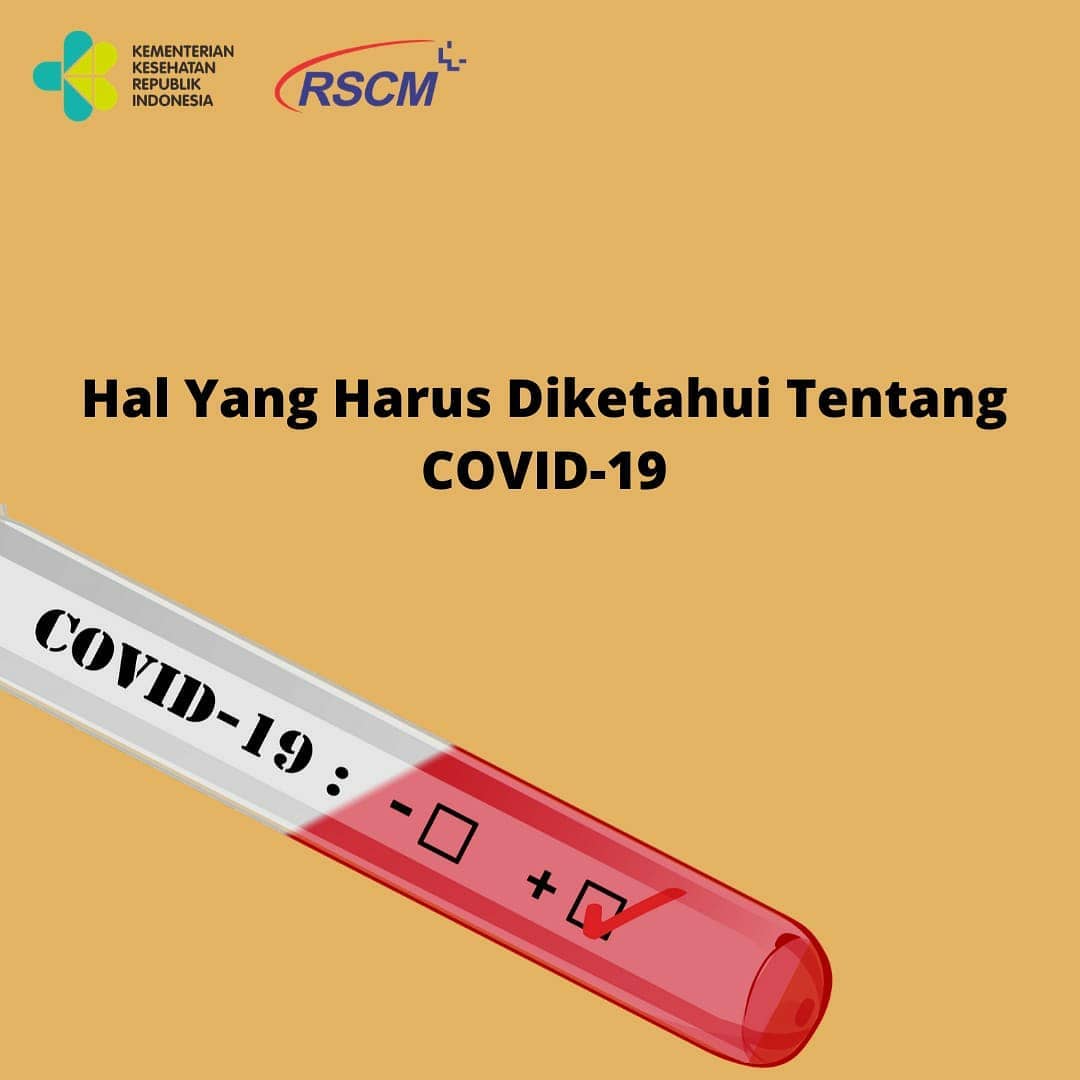 KEMENTERIAN
KESEHATAN
REPUBLIK
INDONESIA
RSCM
Hal Yang Harus Diketahui Tentang
COVID-19
COVID-19 : - +